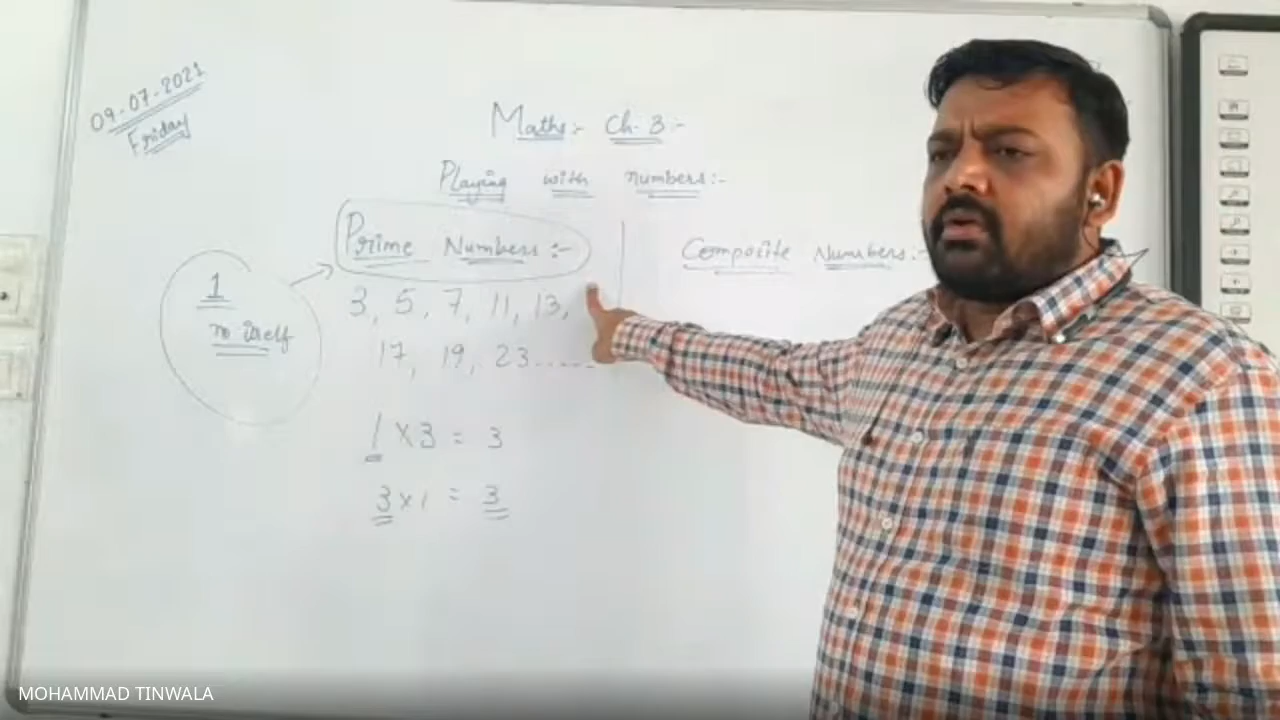 09-07-2021
Friday
Maths:- Ch. 3:-
Playing with numbers:-
Prime Numbers:-
Composite Numbers:-
1
to itself
3, 5, 7, 11, 13,
17, 19, 23.....
1 x 3 = 3
3 x 1 = 3
MOHAMMAD TINWALA